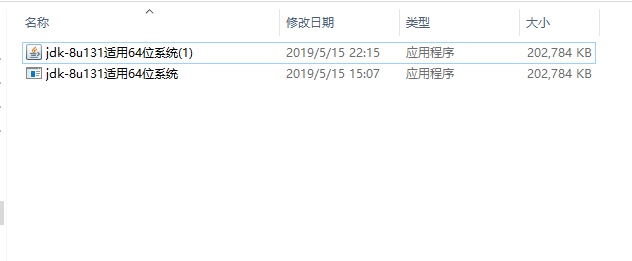 名称 修改日期 类型 大小
jdk-8u131适用64位系统(1) 2019/5/15 22:15 应用程序 202,784 KB
jdk-8u131适用64位系统 2019/5/15 15:07 应用程序 202,784 KB